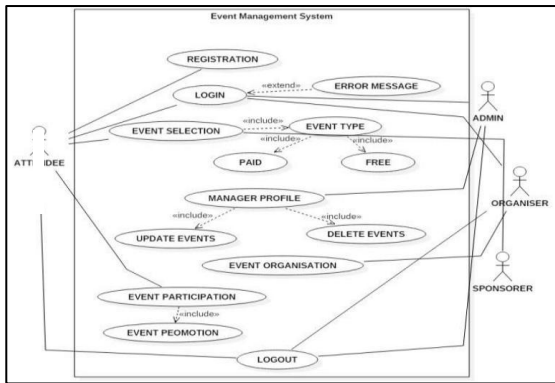 Event Management System
REGISTRATION
«extend»
ERROR MESSAGE
LOGIN
ADMIN
«include»
EVENT SELECTION
EVENT TYPE
ATTENDEE
«include»
«include»
PAID
FREE
MANAGER PROFILE
ORGANISER
«include»
«include»
UPDATE EVENTS
DELETE EVENTS
EVENT ORGANISATION
SPONSORER
EVENT PARTICIPATION
«include»
EVENT PEOMOTION
LOGOUT